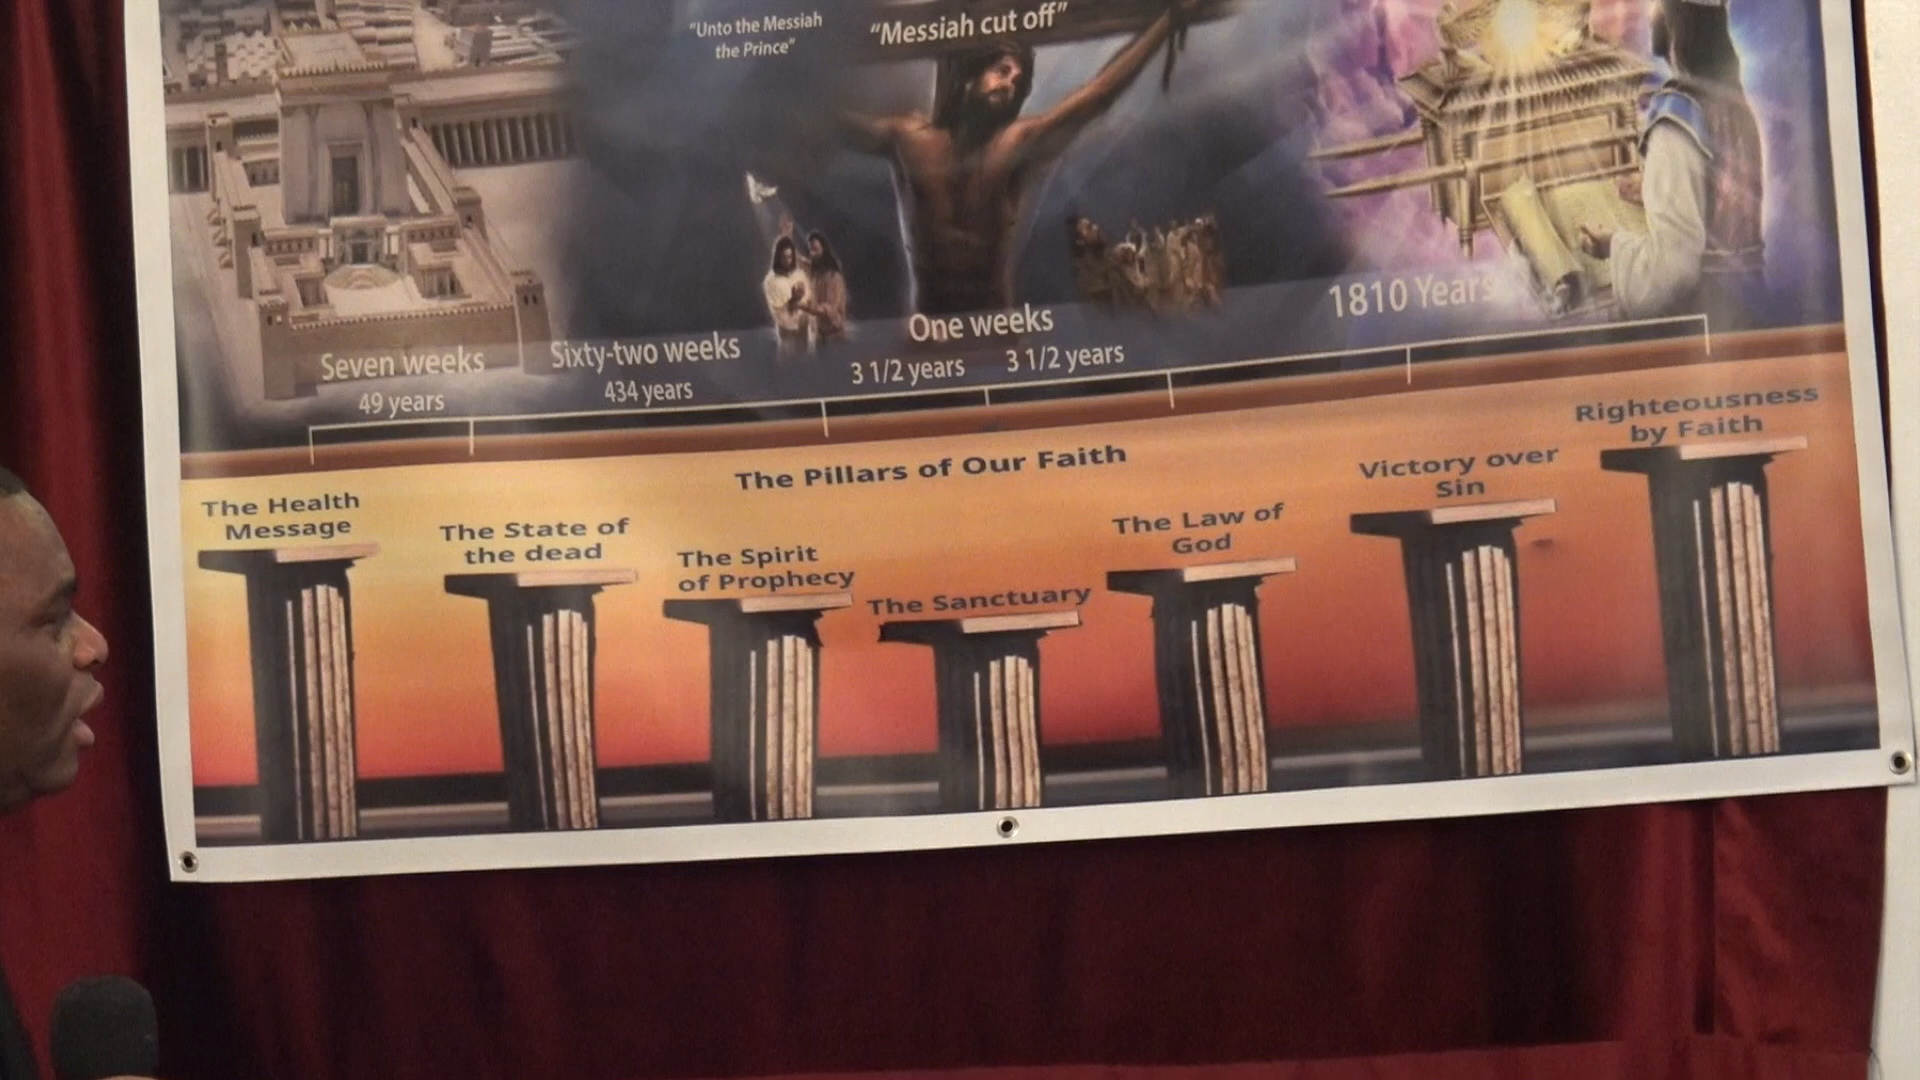 "Unto the Messiah
the Prince"
"Messiah cut off"
Seven weeks
49 years
Sixty-two weeks
434 years
One weeks
3 1/2 years
3 1/2 years
1810 Years
The Pillars of Our Faith
The Health
Message
The State of
the dead
The Spirit
of Prophecy
The Sanctuary
The Law of
God
Victory over
Sin
Righteousness
by Faith